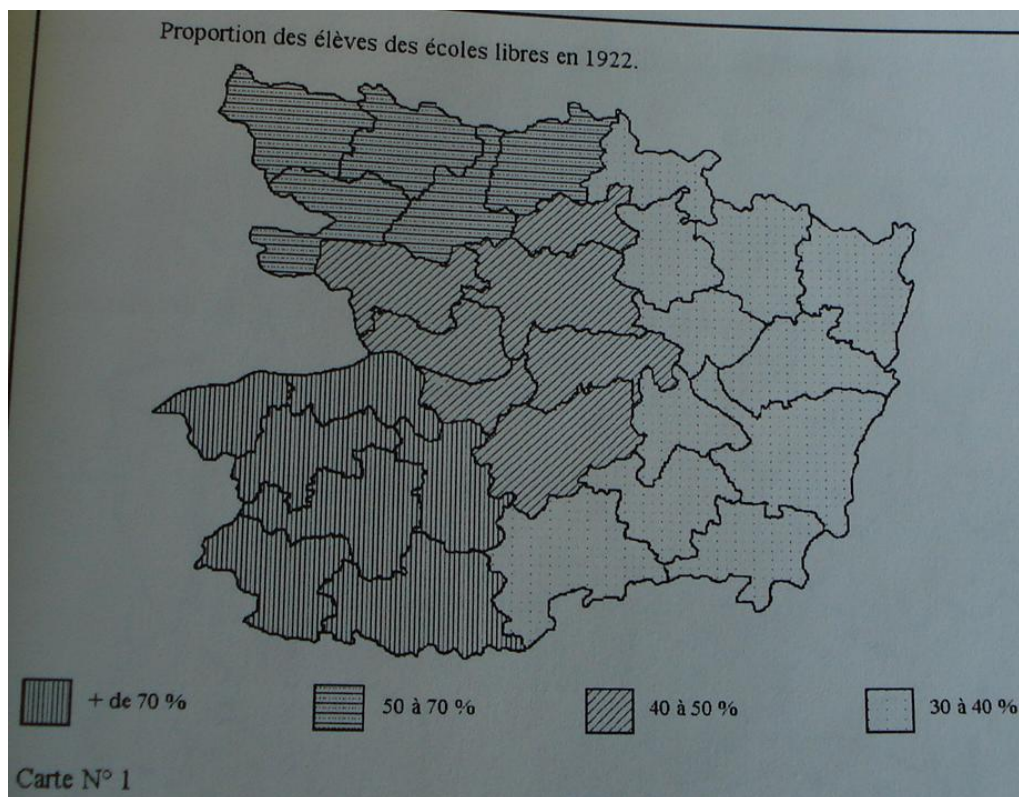 Proportion des élèves des écoles libres en 1922.
+ de 70 %
50 à 70 %
40 à 50 %
30 à 40 %
Carte N° 1